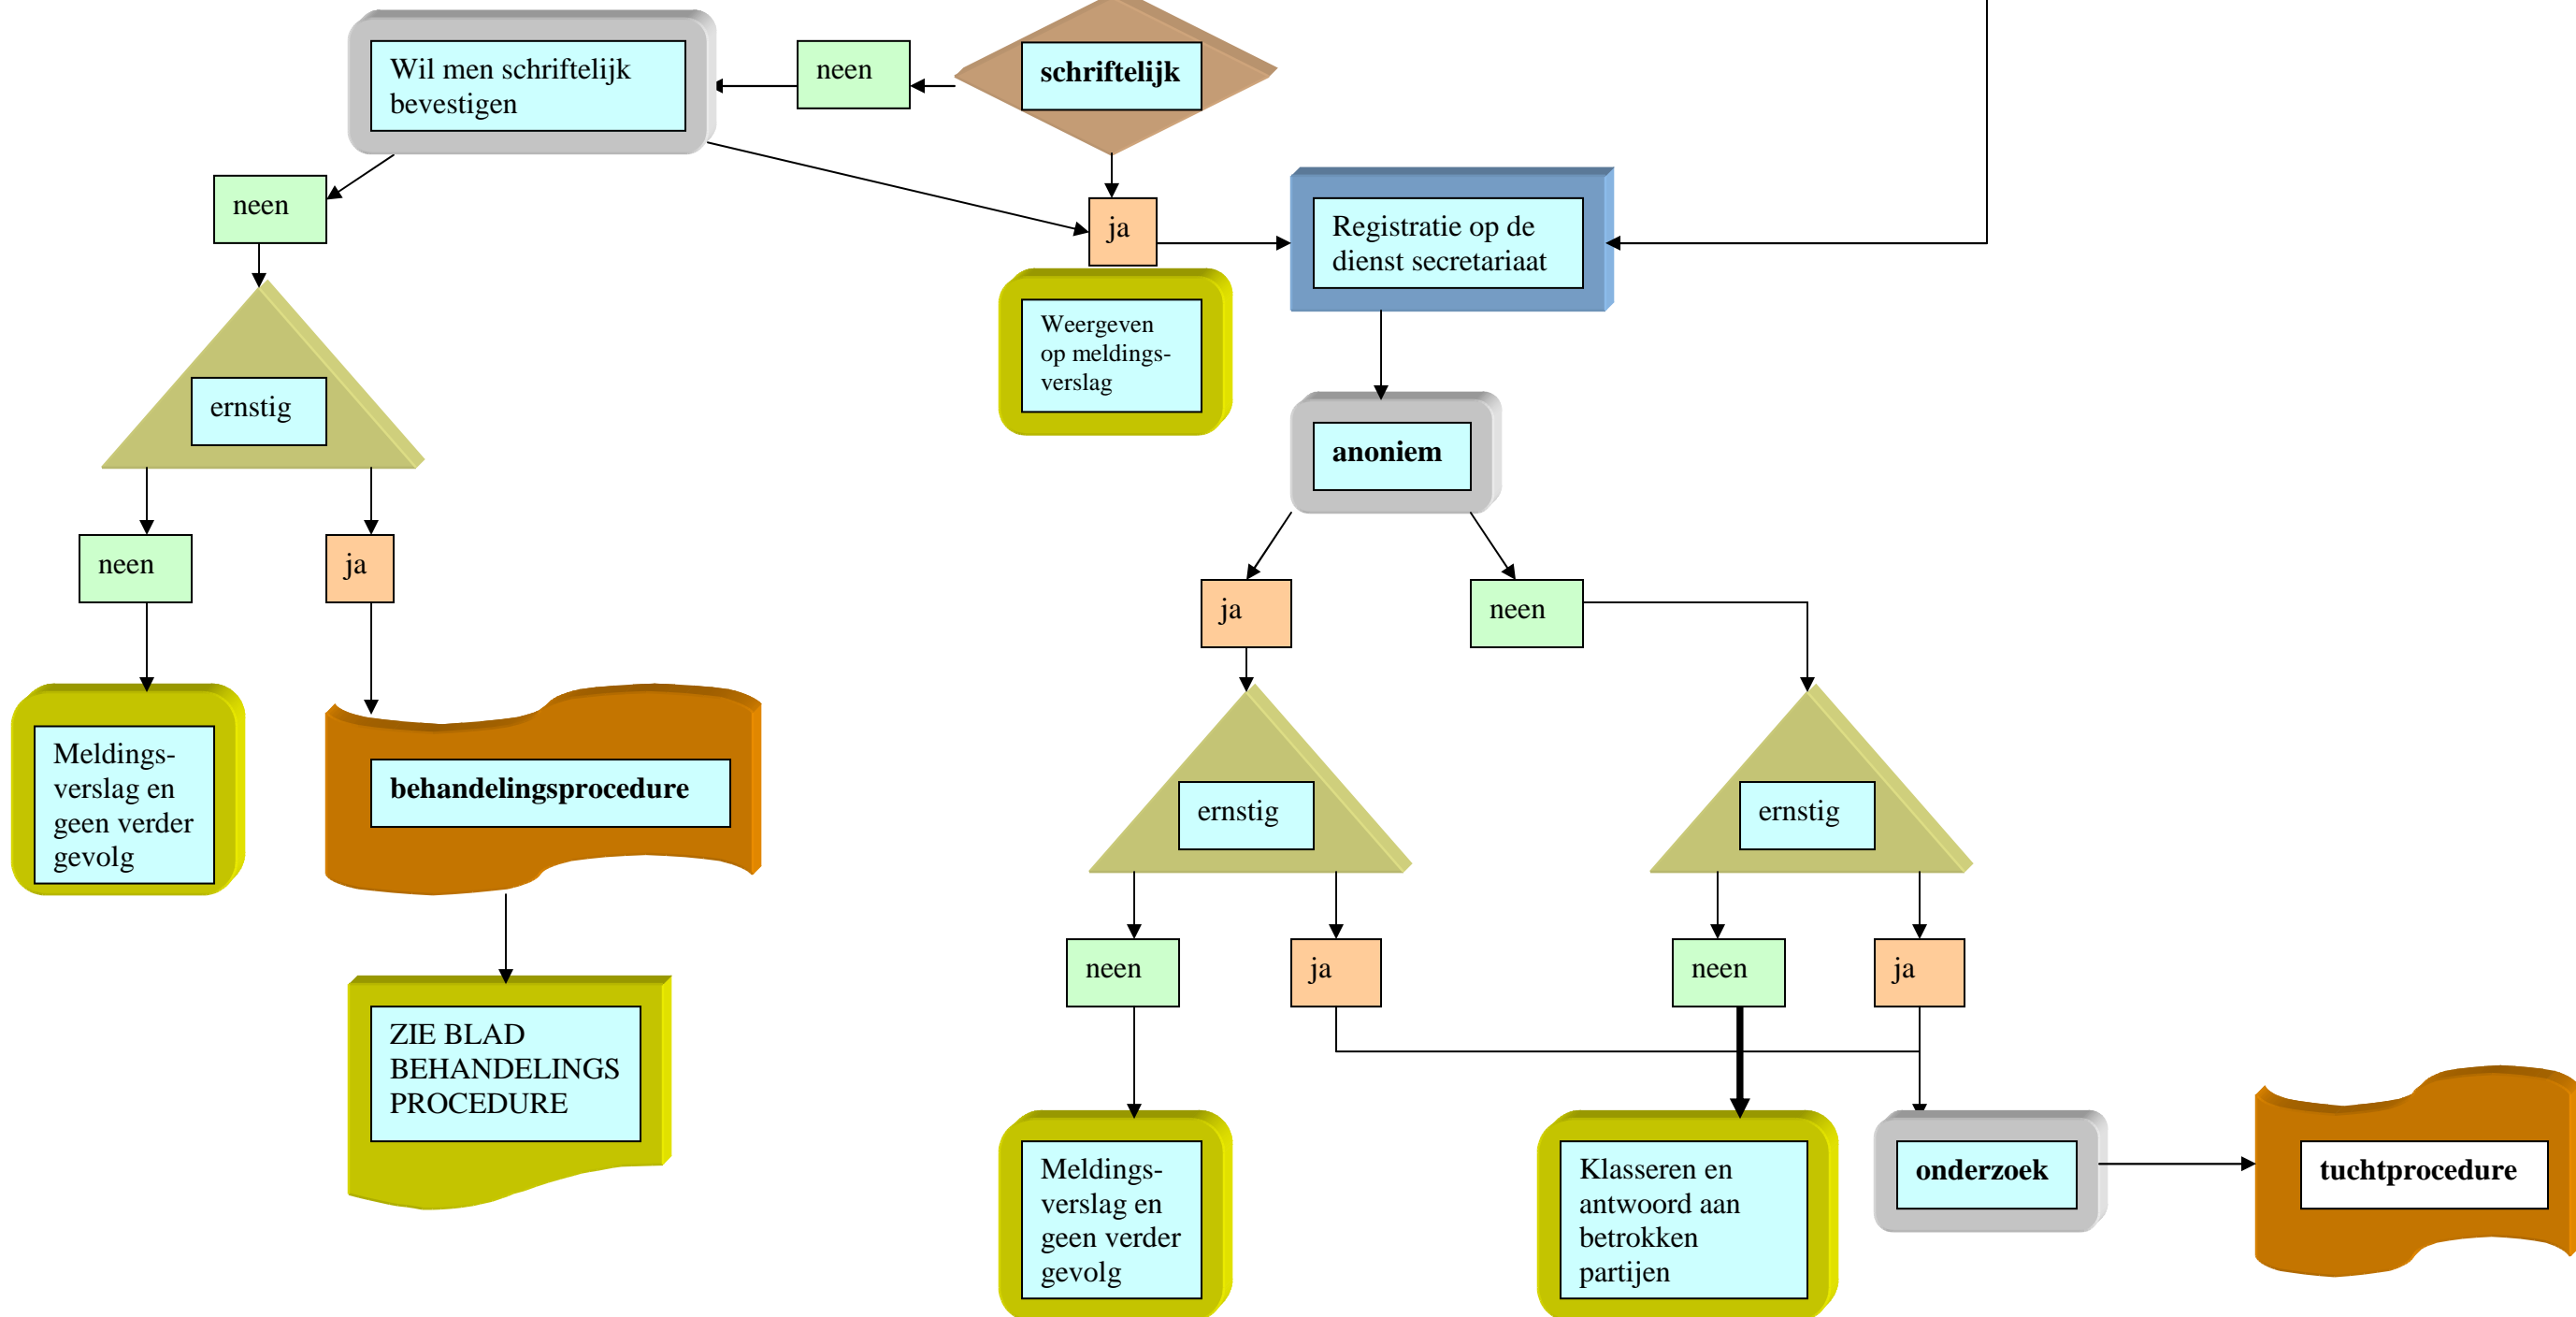 Wil men schriftelijk
bevestigen
neen
schriftelijk
neen
ja
Registratie op de
dienst secretariaat
Weergeven
op meldings-
verslag
ernstig
anoniem
neen
ja
ja
neen
Meldings-
verslag en
geen verder
gevolg
behandelingsprocedure
ernstig
ernstig
neen
ja
neen
ja
ZIE BLAD
BEHANDELINGS
PROCEDURE
Meldings-
verslag en
geen verder
gevolg
Klasseren en
antwoord aan
betrokken
partijen
onderzoek
tuchtprocedure